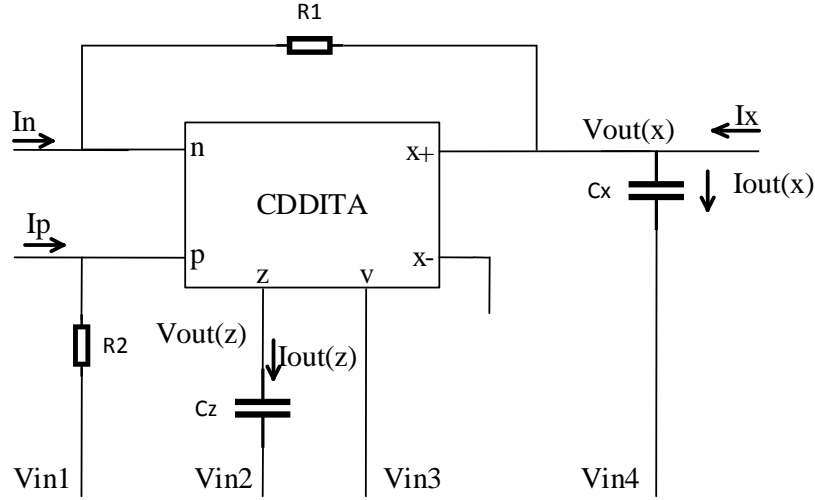 R1
In
Vout(x)
Ix
n
x+
Cx
Iout(x)
CDDITA
Ip
p
x-
z
v
Vout(z)
Iout(z)
R2
Cz
Vin1
Vin2
Vin3
Vin4